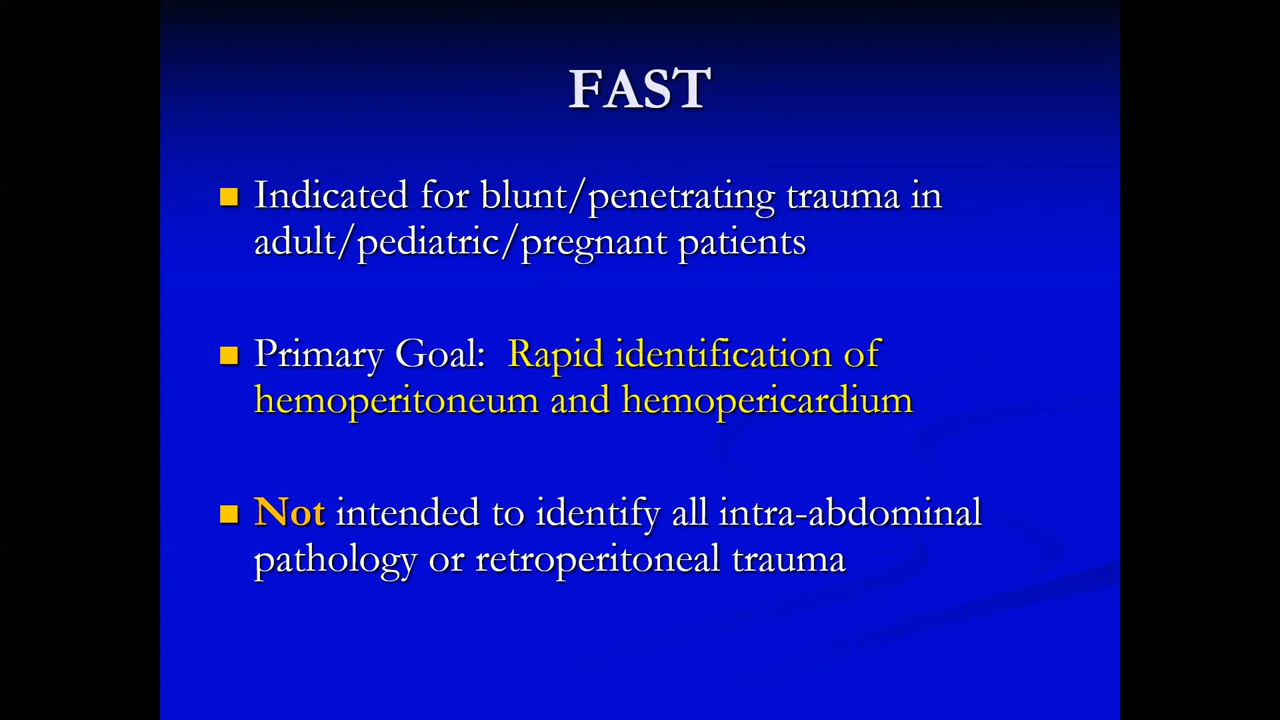 FAST
Indicated for blunt/penetrating trauma in
adult/pediatric/pregnant patients
Primary Goal: Rapid identification of
hemoperitoneum and hemopericardium
Not intended to identify all intra-abdominal
pathology or retroperitoneal trauma